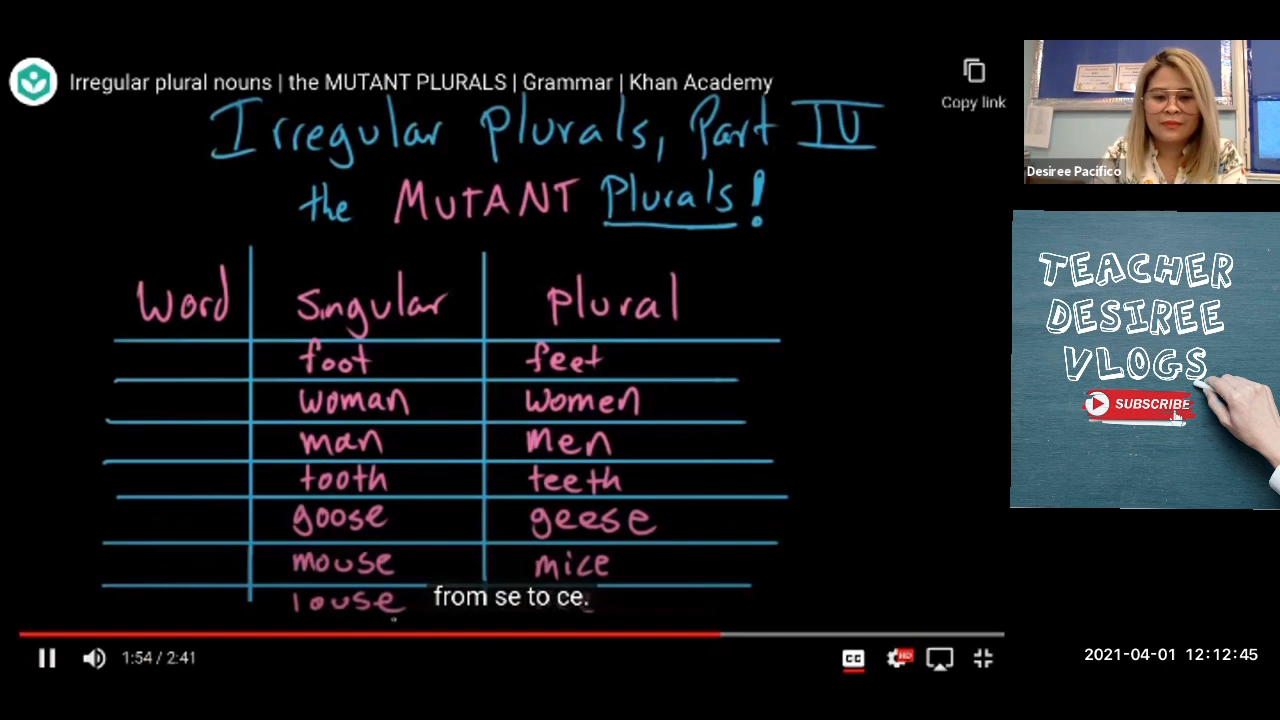 Irregular plural nouns | the MUTANT PLURALS | Grammar | Khan Academy
Copy link
Irregular Plurals, Part IV
the MUTANT Plurals!
Word Singular Plural
foot feet
woman women
man men
tooth teeth
goose geese
mouse mice
louse
from se to ce.
1:54 / 2:41
CC
HD
Desiree Pacifico
TEACHER
DESIREE
VLOGS
SUBSCRIBE
2021-04-01 12:12:45